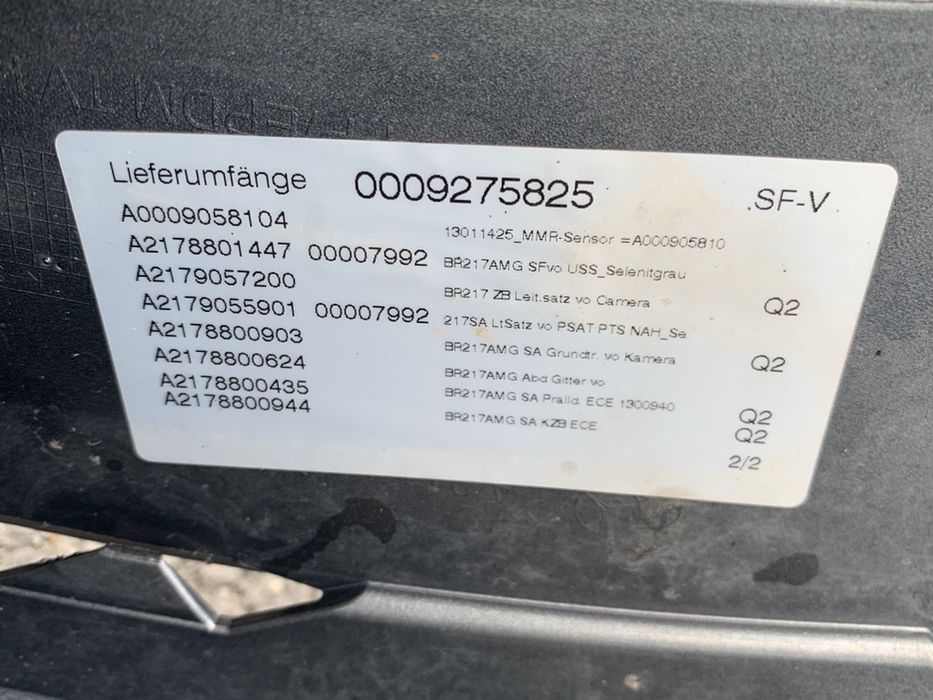 Lieferumfänge 0009275825 SF-V
A0009058104 13011425_MMR-Sensor =A000905810
A2178801447 00007992 BR217AMG SFvo USS_Selenitgrau
A2179057200 BR217 ZB Leit.satz vo Camera Q2
A2179055901 00007992 217SA LtSatz vo PSAT PTS NAH_Se
A2178800903 BR217AMG SA Grundtr. vo Kamera Q2
A2178800624 BR217AMG Abd Gitter vo
A2178800435 BR217AMG SA Pralld. ECE 1300940 Q2
A2178800944 BR217AMG SA KZB ECE Q2
2/2